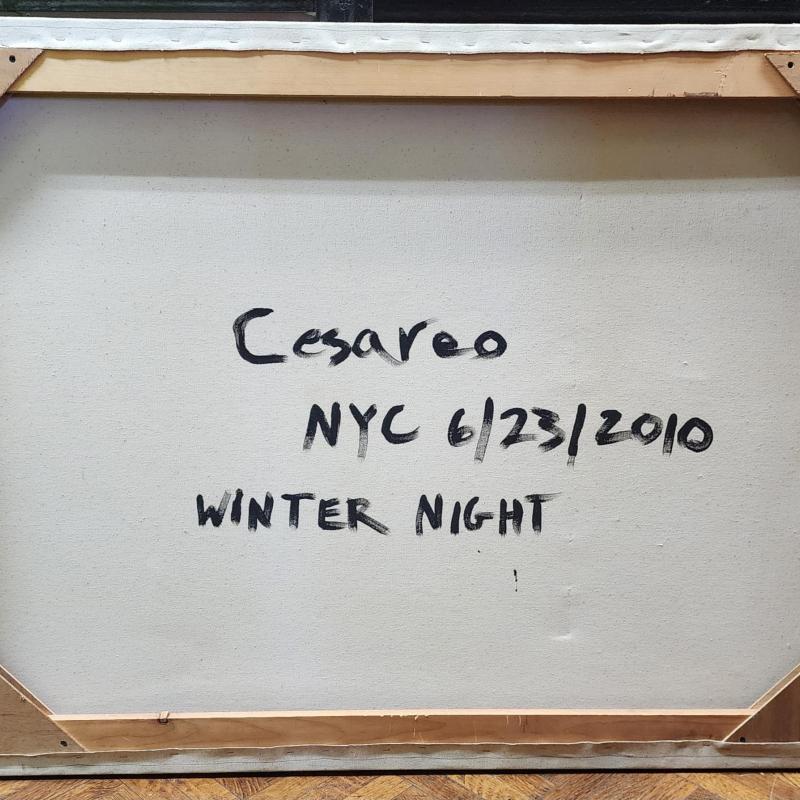 Cesareo
NYC 6/23/2010
WINTER NIGHT